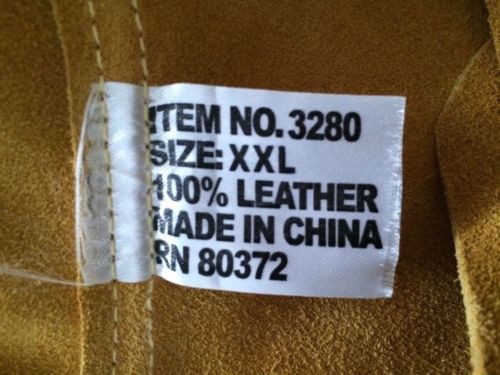 ITEM NO. 3280
SIZE: XXL
100% LEATHER
MADE IN CHINA
RN 80372